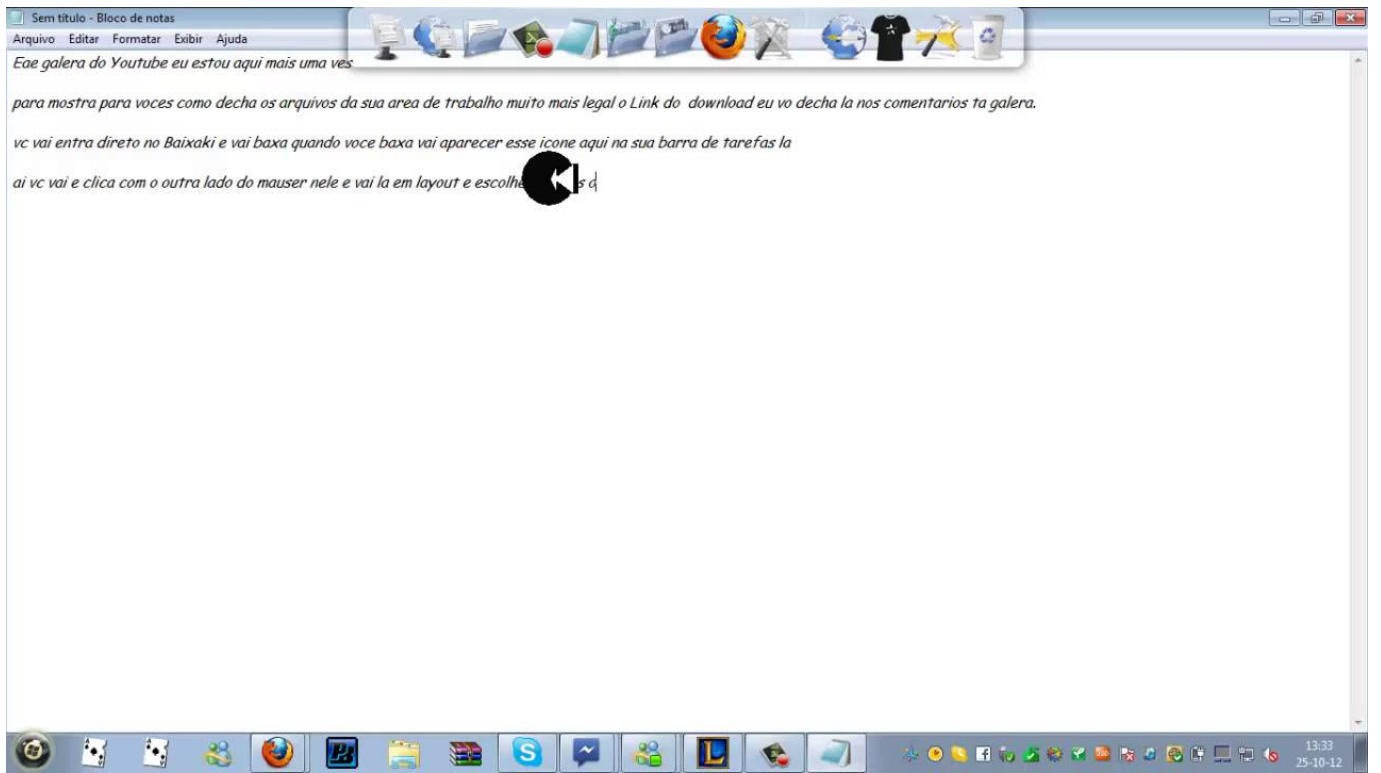 Sem título - Bloco de notas
Arquivo Editar Formatar Exibir Ajuda
Eae galera do Youtube eu estou aqui mais uma ves
para mostra para voces como decha os arquivos da sua area de trabalho muito mais legal o Link do download eu vo decha la nos comentarios ta galera.
vc vai entra direto no Baixaki e vai baxa quando voce baxa vai aparecer esse icone aqui na sua barra de tarefas la
ai vc vai e clica com o outra lado do mauser nele e vai la em layout e escolhe
13:33
25-10-12